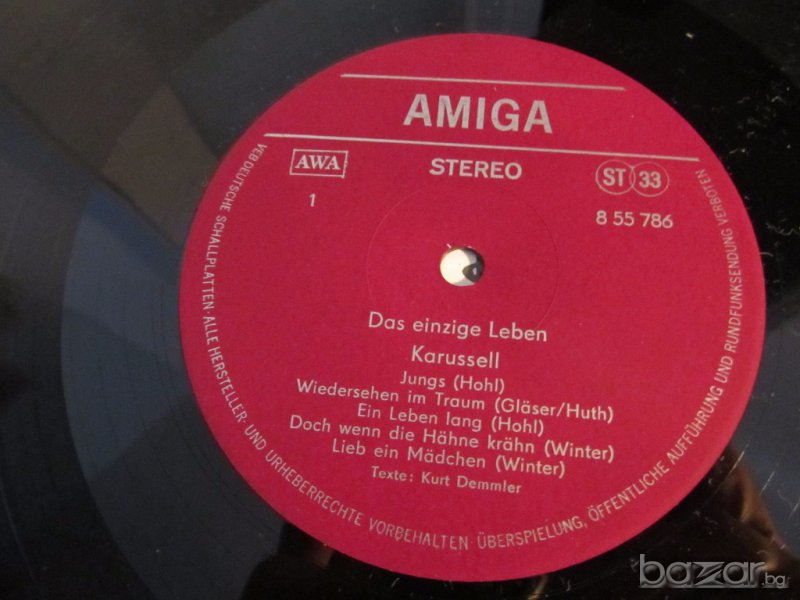 AMIGA
AWA
STEREO
ST 33
1
8 55 786
Das einzige Leben
Karussell
Jungs (Hohl)
Wiedersehen im Traum (Gläser/Huth)
Ein Leben lang (Hohl)
Doch wenn die Hähne krähn (Winter)
Lieb ein Mädchen (Winter)
Texte: Kurt Demmler
VEB DEUTSCHE SCHALLPLATTEN · ALLE HERSTELLER- UND URHEBERRECHTE VORBEHALTEN · ÜBERSPIELUNG, ÖFFENTLICHE AUFFÜHRUNG UND RUNDFUNKSENDUNG VERBOTEN
bazar.bg